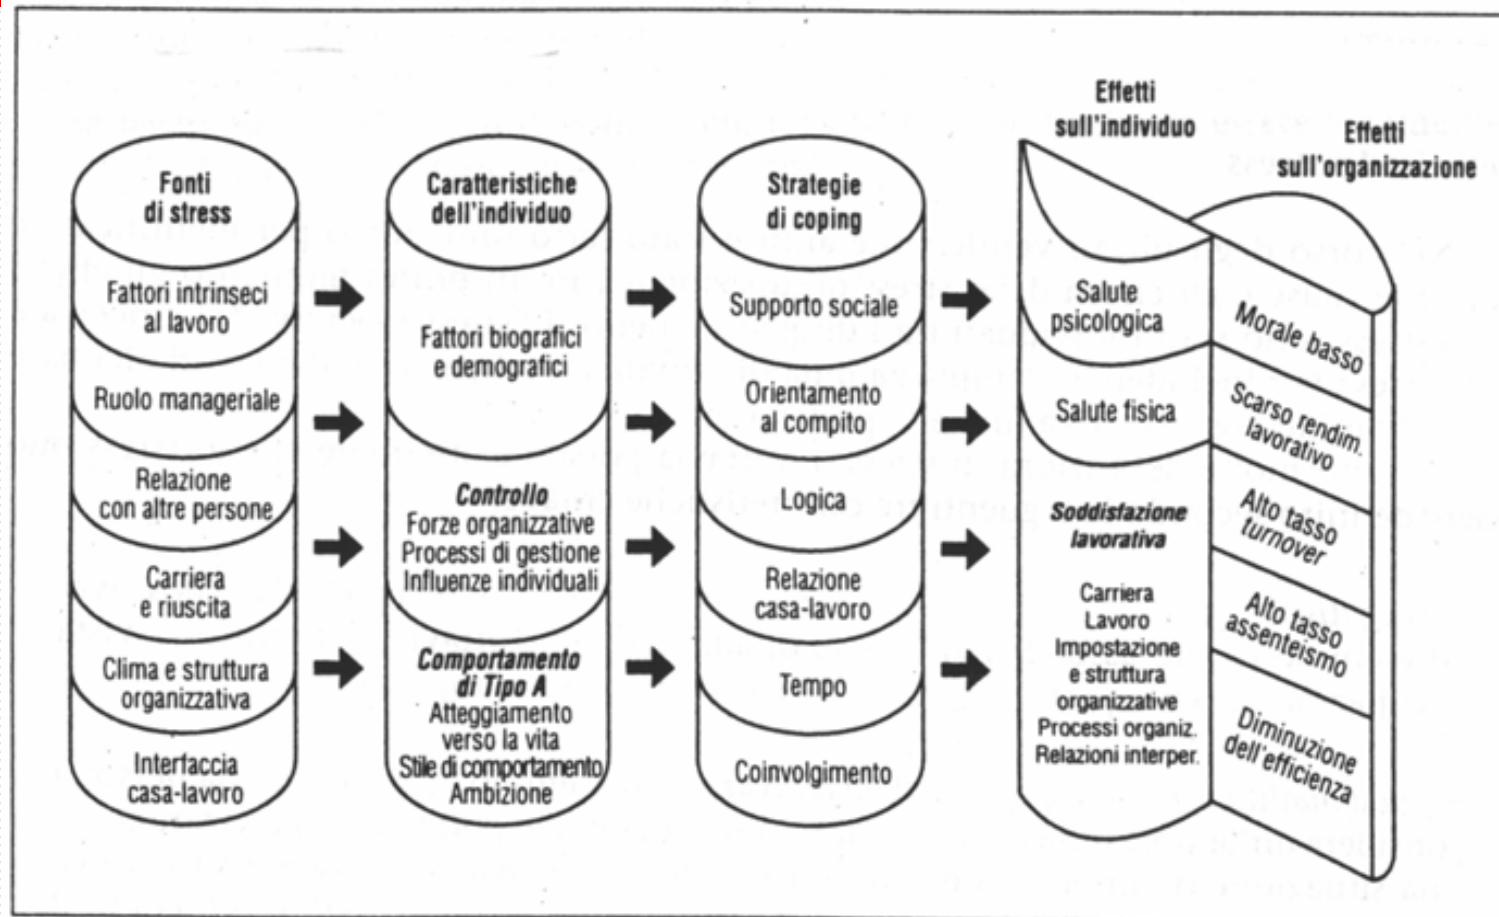 Fonti
di stress
Fattori intrinseci
al lavoro
Ruolo manageriale
Relazione
con altre persone
Carriera
e riuscita
Clima e struttura
organizzativa
Interfaccia
casa-lavoro
Caratteristiche
dell'individuo
Fattori biografici
e demografici
Controllo
Forze organizzative
Processi di gestione
Influenze individuali
Comportamento
di Tipo A
Atteggiamento
verso la vita
Stile di comportamento
Ambizione
Strategie
di coping
Supporto sociale
Orientamento
al compito
Logica
Relazione
casa-lavoro
Tempo
Coinvolgimento
Effetti
sull'individuo
Salute
psicologica
Salute fisica
Soddisfazione
lavorativa
Carriera
Lavoro
Impostazione
e struttura
organizzative
Processi organiz.
Relazioni interper.
Effetti
sull'organizzazione
Morale basso
Scarso rendim.
lavorativo
Alto tasso
turnover
Alto tasso
assenteismo
Diminuzione
dell'efficienza